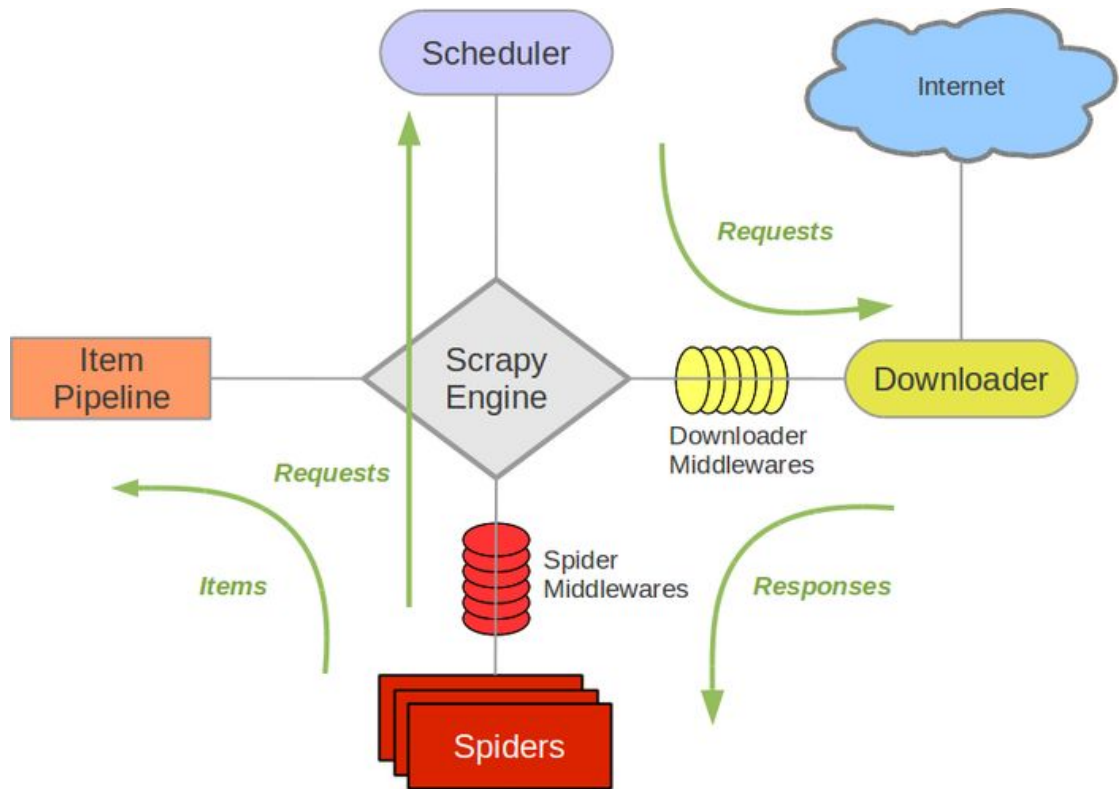 Scheduler
Internet
Requests
Item
Pipeline
Scrapy
Engine
Downloader
Downloader
Middlewares
Requests
Items
Spider
Middlewares
Responses
Spiders